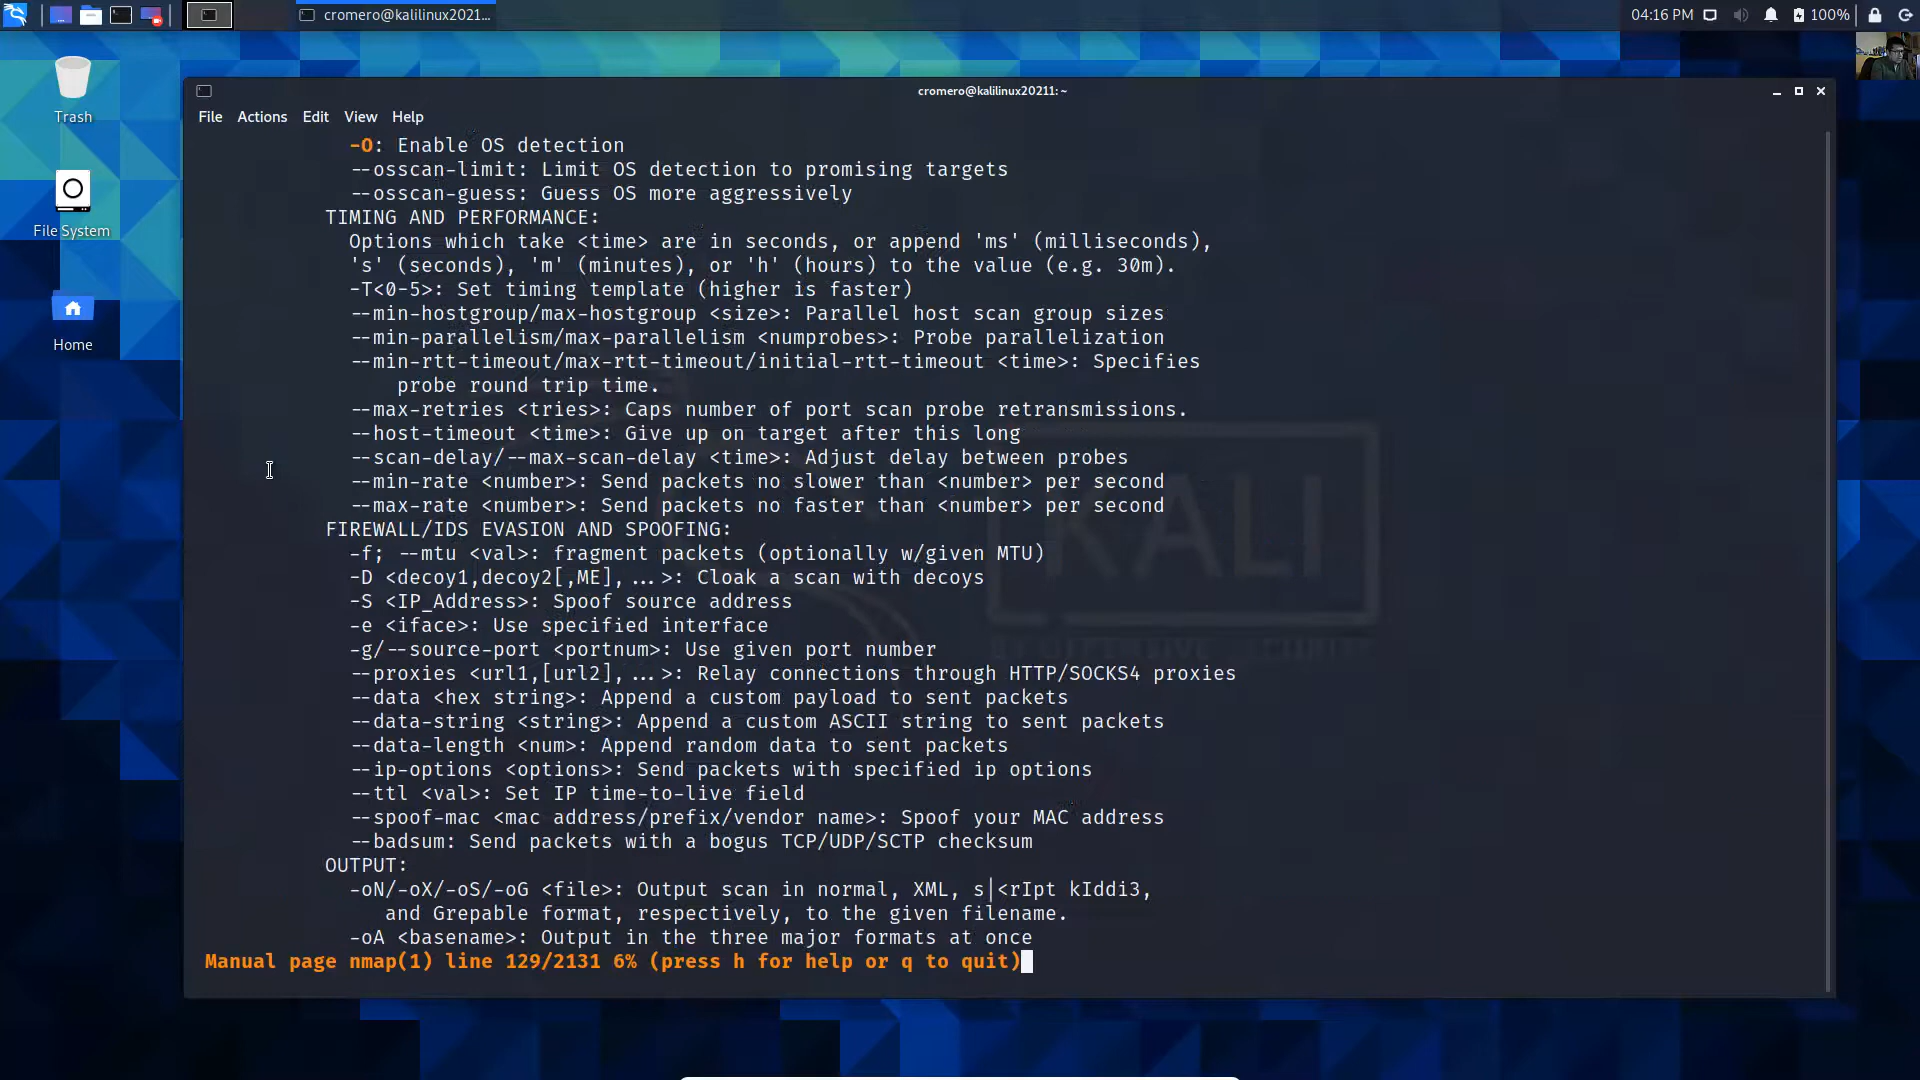 cromero@kalilinux2021...
04:16 PM
100%
Trash
File System
Home
cromero@kalilinux20211: ~
File Actions Edit View Help
-O: Enable OS detection
--osscan-limit: Limit OS detection to promising targets
--osscan-guess: Guess OS more aggressively
TIMING AND PERFORMANCE:
Options which take <time> are in seconds, or append 'ms' (milliseconds),
's' (seconds), 'm' (minutes), or 'h' (hours) to the value (e.g. 30m).
-T<0-5>: Set timing template (higher is faster)
--min-hostgroup/max-hostgroup <size>: Parallel host scan group sizes
--min-parallelism/max-parallelism <numprobes>: Probe parallelization
--min-rtt-timeout/max-rtt-timeout/initial-rtt-timeout <time>: Specifies
probe round trip time.
--max-retries <tries>: Caps number of port scan probe retransmissions.
--host-timeout <time>: Give up on target after this long
--scan-delay/--max-scan-delay <time>: Adjust delay between probes
--min-rate <number>: Send packets no slower than <number> per second
--max-rate <number>: Send packets no faster than <number> per second
FIREWALL/IDS EVASION AND SPOOFING:
-f; --mtu <val>: fragment packets (optionally w/given MTU)
-D <decoy1,decoy2[,ME],...>: Cloak a scan with decoys
-S <IP_Address>: Spoof source address
-e <iface>: Use specified interface
-g/--source-port <portnum>: Use given port number
--proxies <url1,[url2],...>: Relay connections through HTTP/SOCKS4 proxies
--data <hex string>: Append a custom payload to sent packets
--data-string <string>: Append a custom ASCII string to sent packets
--data-length <num>: Append random data to sent packets
--ip-options <options>: Send packets with specified ip options
--ttl <val>: Set IP time-to-live field
--spoof-mac <mac address/prefix/vendor name>: Spoof your MAC address
--badsum: Send packets with a bogus TCP/UDP/SCTP checksum
OUTPUT:
-oN/-oX/-oS/-oG <file>: Output scan in normal, XML, s|<rIpt kIddi3,
and Grepable format, respectively, to the given filename.
-oA <basename>: Output in the three major formats at once
Manual page nmap(1) line 129/2131 6% (press h for help or q to quit)
KALI
BY OFFENSIVE SECURITY